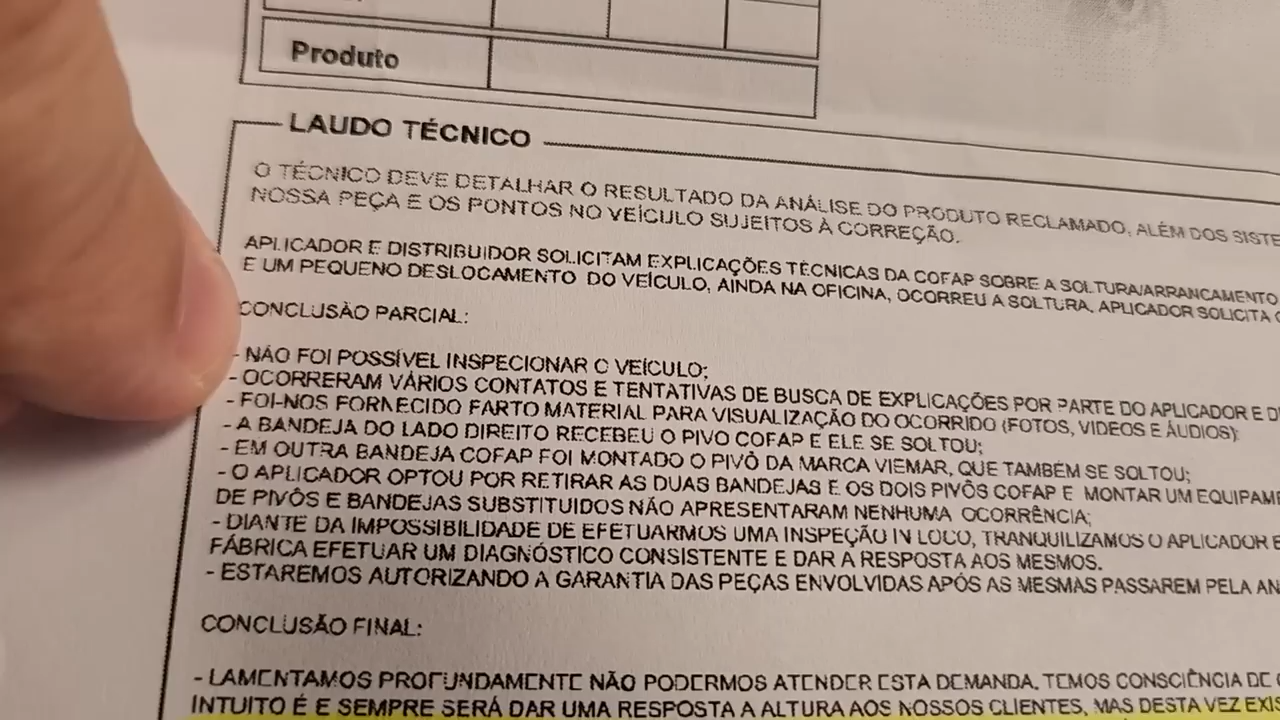 Produto
LAUDO TÉCNICO
O TÉCNICO DEVE DETALHAR O RESULTADO DA ANÁLISE DO PRODUTO RECLAMADO, ALÉM DOS SISTE
NOSSA PEÇA E OS PONTOS NO VEÍCULO SUJEITOS À CORREÇÃO.
APLICADOR E DISTRIBUIDOR SOLICITAM EXPLICAÇÕES TÉCNICAS DA COFAP SOBRE A SOLTURA/ARRANCAMENTO
E UM PEQUENO DESLOCAMENTO DO VEÍCULO, AINDA NA OFICINA, OCORREU A SOLTURA, APLICADOR SOLICITA
CONCLUSÃO PARCIAL:
- NÃO FOI POSSÍVEL INSPECIONAR O VEÍCULO;
- OCORRERAM VÁRIOS CONTATOS E TENTATIVAS DE BUSCA DE EXPLICAÇÕES POR PARTE DO APLICADOR E D
- FOI-NOS FORNECIDO FARTO MATERIAL PARA VISUALIZAÇÃO DO OCORRIDO (FOTOS, VIDEOS E ÁUDIOS);
- A BANDEJA DO LADO DIREITO RECEBEU O PIVO COFAP E ELE SE SOLTOU;
- EM OUTRA BANDEJA COFAP FOI MONTADO O PIVÔ DA MARCA VIEMAR, QUE TAMBÉM SE SOLTOU;
- O APLICADOR OPTOU POR RETIRAR AS DUAS BANDEJAS E OS DOIS PIVÔS COFAP E MONTAR UM EQUIPAM
DE PIVÔS E BANDEJAS SUBSTITUIDOS NÃO APRESENTARAM NENHUMA OCORRÊNCIA;
- DIANTE DA IMPOSSIBILIDADE DE EFETUARMOS UMA INSPEÇÃO IN LOCO, TRANQUILIZAMOS O APLICADOR E
FÁBRICA EFETUAR UM DIAGNÓSTICO CONSISTENTE E DAR A RESPOSTA AOS MESMOS.
- ESTAREMOS AUTORIZANDO A GARANTIA DAS PEÇAS ENVOLVIDAS APÓS AS MESMAS PASSAREM PELA AN
CONCLUSÃO FINAL:
- LAMENTAMOS PROFUNDAMENTE NÃO PODERMOS ATENDER ESTA DEMANDA. TEMOS CONSCIÊNCIA DE
INTUITO É E SEMPRE SERÁ DAR UMA RESPOSTA A ALTURA AOS NOSSOS CLIENTES, MAS DESTA VEZ EXIS